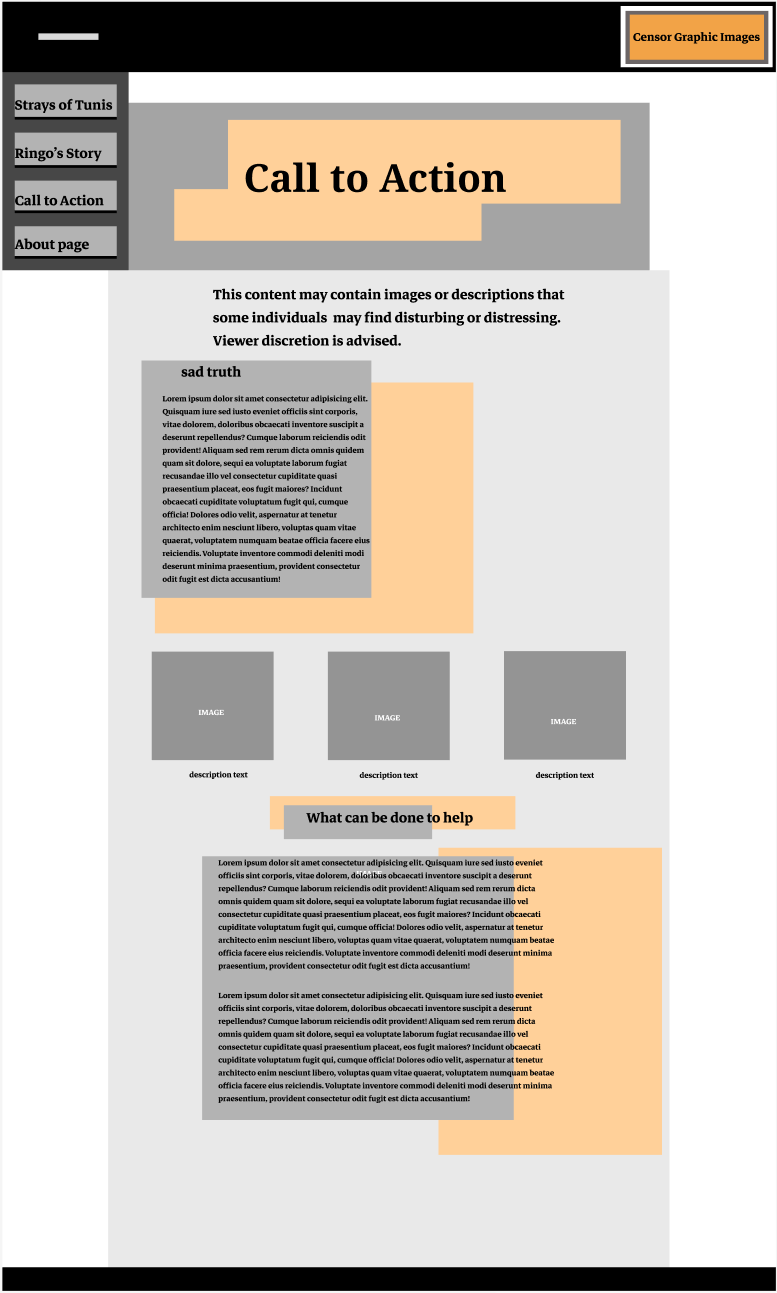 Censor Graphic Images
Strays of Tunis
Ringo's Story
Call to Action
About page
Call to Action
This content may contain images or descriptions that
some individuals may find disturbing or distressing.
Viewer discretion is advised.
sad truth
Lorem ipsum dolor sit amet consectetur adipisicing elit.
Quisquam iure sed iusto eveniet officiis sint corporis,
vitae dolorem, doloribus obcaecati inventore suscipit a
deserunt repellendus? Cumque laborum reiciendis odit
provident! Aliquam sed rem rerum dicta omnis quidem
quam sit dolore, sequi ea voluptate laborum fugiat
recusandae illo vel consectetur cupiditate quasi
praesentium placeat, eos fugit maiores? Incidunt
obcaecati cupiditate voluptatum fugit qui, cumque
officia! Dolores odio velit, aspernatur at tenetur
architecto enim nesciunt libero, voluptas quam vitae
quaerat, voluptatem numquam beatae officia facere eius
reiciendis. Voluptate inventore commodi deleniti modi
deserunt minima praesentium, provident consectetur
odit fugit est dicta accusantium!
IMAGE
IMAGE
IMAGE
description text
description text
description text
What can be done to help
Lorem ipsum dolor sit amet consectetur adipisicing elit. Quisquam iure sed iusto eveniet
officiis sint corporis, vitae dolorem, doloribus obcaecati inventore suscipit a deserunt
repellendus? Cumque laborum reiciendis odit provident! Aliquam sed rem rerum dicta
omnis quidem quam sit dolore, sequi ea voluptate laborum fugiat recusandae illo vel
consectetur cupiditate quasi praesentium placeat, eos fugit maiores? Incidunt obcaecati
cupiditate voluptatum fugit qui, cumque officia! Dolores odio velit, aspernatur at tenetur
architecto enim nesciunt libero, voluptas quam vitae quaerat, voluptatem numquam beatae
officia facere eius reiciendis. Voluptate inventore commodi deleniti modi deserunt minima
praesentium, provident consectetur odit fugit est dicta accusantium!
Lorem ipsum dolor sit amet consectetur adipisicing elit. Quisquam iure sed iusto eveniet
officiis sint corporis, vitae dolorem, doloribus obcaecati inventore suscipit a deserunt
repellendus? Cumque laborum reiciendis odit provident! Aliquam sed rem rerum dicta
omnis quidem quam sit dolore, sequi ea voluptate laborum fugiat recusandae illo vel
consectetur cupiditate quasi praesentium placeat, eos fugit maiores? Incidunt obcaecati
cupiditate voluptatum fugit qui, cumque officia! Dolores odio velit, aspernatur at tenetur
architecto enim nesciunt libero, voluptas quam vitae quaerat, voluptatem numquam beatae
officia facere eius reiciendis. Voluptate inventore commodi deleniti modi deserunt minima
praesentium, provident consectetur odit fugit est dicta accusantium!